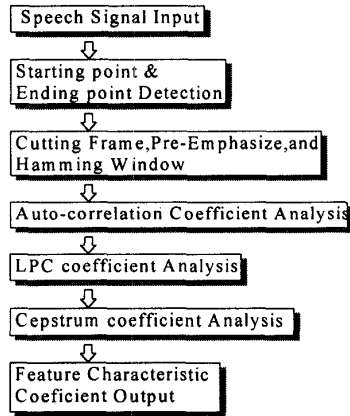 Speech Signal Input
Starting point &
Ending point Detection
Cutting Frame,Pre-Emphasize,and
Hamming Window
Auto-correlation Coefficient Analysis
LPC coefficient Analysis
Cepstrum coefficient Analysis
Feature Characteristic
Coeficient Output